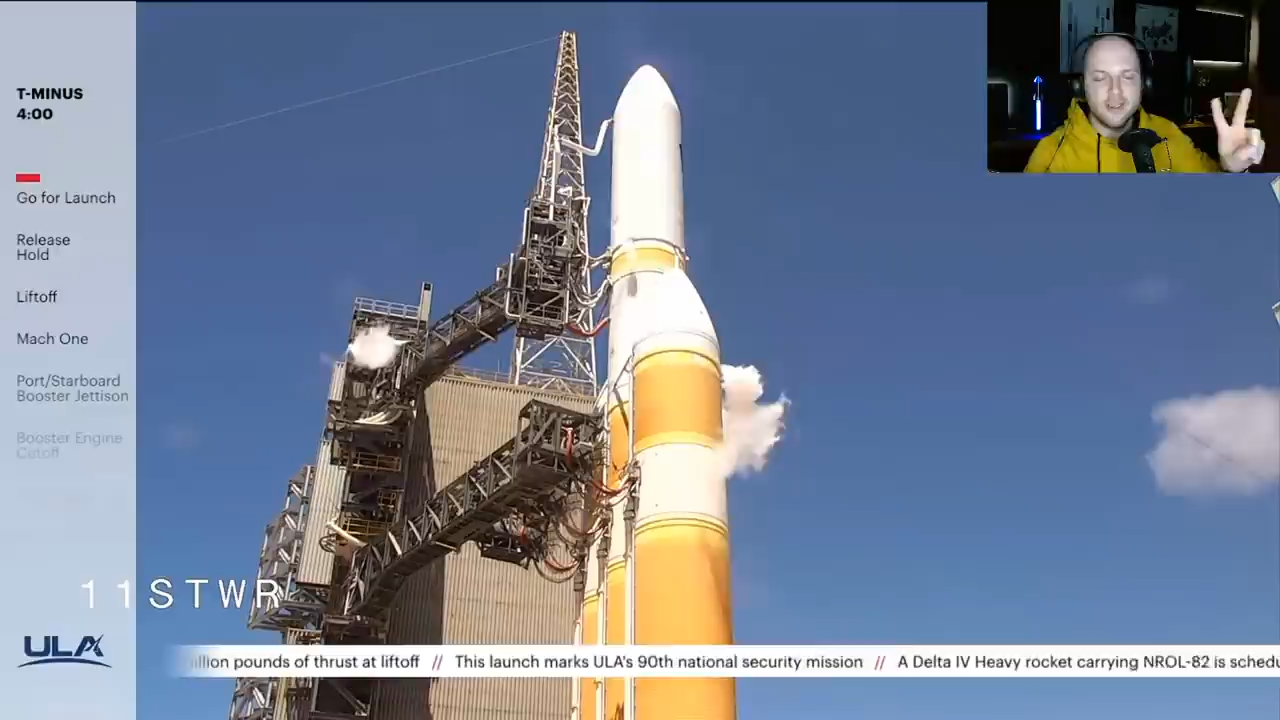 T-MINUS
4:00
Go for Launch
Release
Hold
Liftoff
Mach One
Port/Starboard
Booster Jettison
Booster Engine
Cutoff
11STWR
ULA
pounds of thrust at liftoff // This launch marks ULA's 90th national security mission // A Delta IV Heavy rocket carrying NROL-82 is